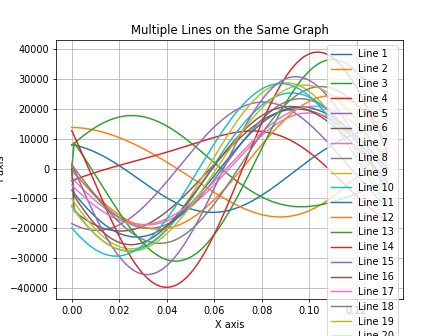 Multiple Lines on the Same Graph
40000
30000
20000
10000
0
−10000
−20000
−30000
−40000
0.00 0.02 0.04 0.06 0.08 0.10
X axis
axis
Line 1
Line 2
Line 3
Line 4
Line 5
Line 6
Line 7
Line 8
Line 9
Line 10
Line 11
Line 12
Line 13
Line 14
Line 15
Line 16
Line 17
Line 18
Line 19
Line 20